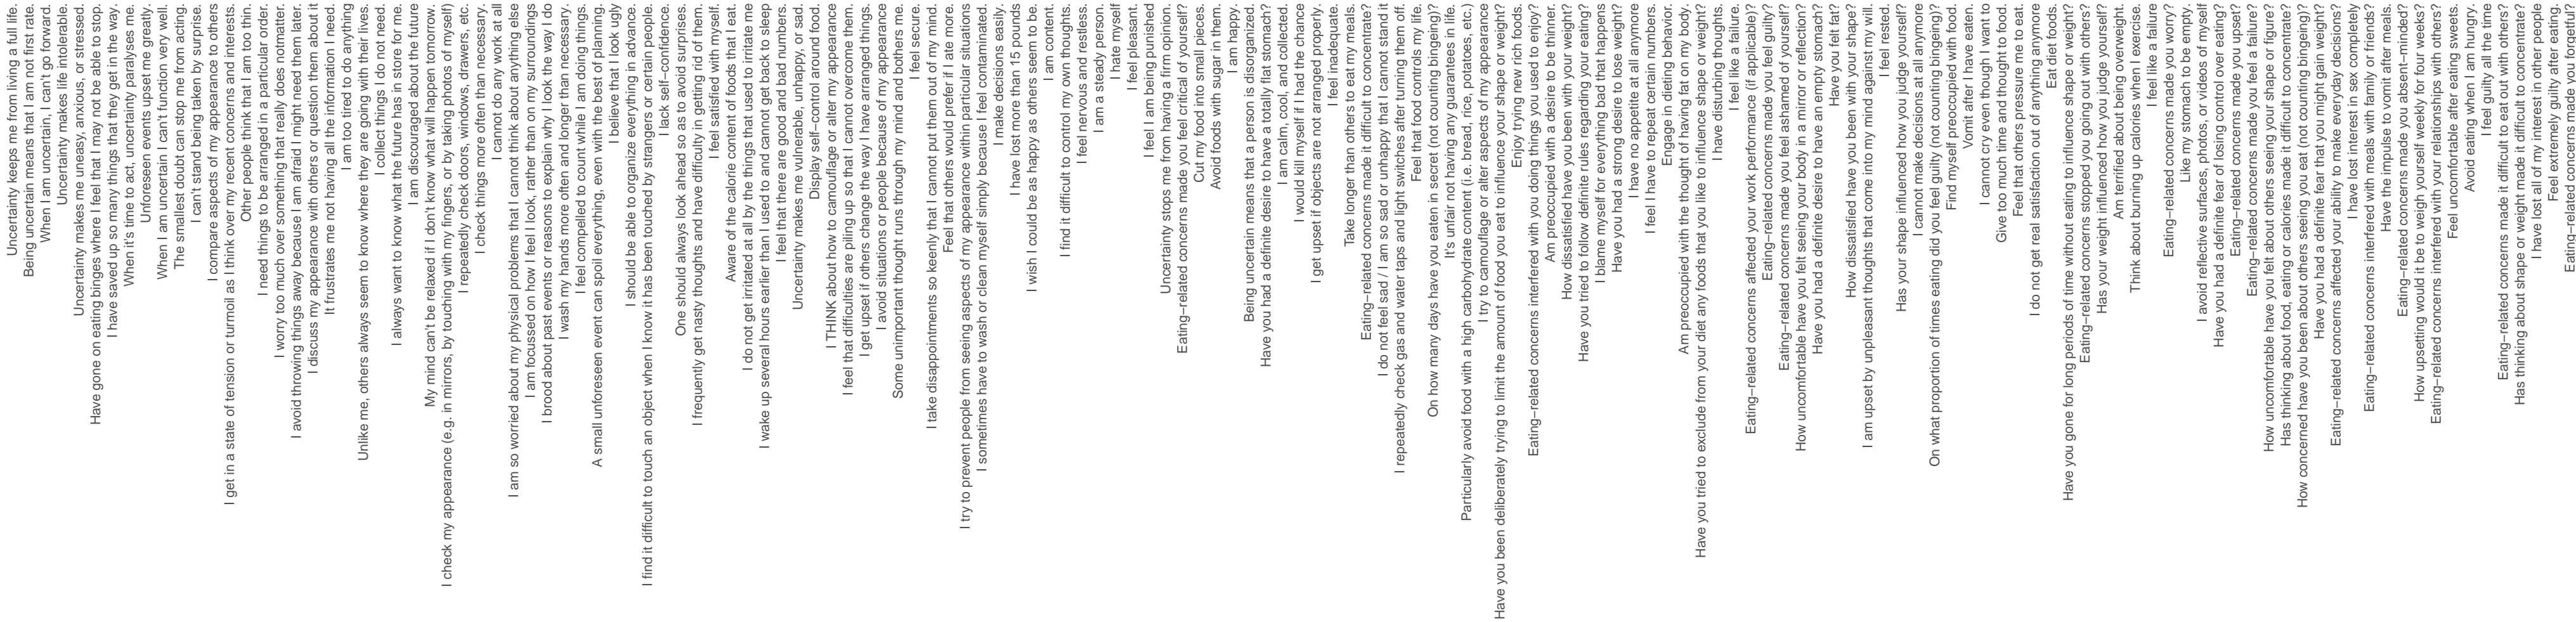 Uncertainty keeps me from living a full life.
Being uncertain means that I am not first rate.
When I am uncertain, I can't go forward.
Uncertainty makes life intolerable.
Uncertainty makes me uneasy, anxious, or stressed.
Have gone on eating binges where I feel that I may not be able to stop.
I have saved up so many things that they get in the way.
When it's time to act, uncertainty paralyses me.
Unforeseen events upset me greatly.
When I am uncertain I can't function very well.
The smallest doubt can stop me from acting.
I can't stand being taken by surprise.
I compare aspects of my appearance to others
I get in a state of tension or turmoil as I think over my recent concerns and interests.
Other people think that I am too thin.
I need things to be arranged in a particular order.
I worry too much over something that really does notmatter.
I avoid throwing things away because I am afraid I might need them later.
I discuss my appearance with others or question them about it
It frustrates me not having all the information I need.
I am too tired to do anything
Unlike me, others always seem to know where they are going with their lives.
I collect things I do not need.
I always want to know what the future has in store for me.
I am discouraged about the future
My mind can't be relaxed if I don't know what will happen tomorrow.
I check my appearance (e.g. in mirrors, by touching with my fingers, or by taking photos of myself)
I repeatedly check doors, windows, drawers, etc.
I check things more often than necessary.
I cannot do any work at all
I am so worried about my physical problems that I cannot think about anything else
I am focussed on how I feel I look, rather than on my surroundings
I brood about past events or reasons to explain why I look the way I do
I wash my hands more often and longer than necessary.
I feel compelled to count while I am doing things.
A small unforeseen event can spoil everything, even with the best of planning.
I believe that I look ugly
I should be able to organize everything in advance.
I find it difficult to touch an object when I know it has been touched by strangers or certain people.
I lack self−confidence.
One should always look ahead so as to avoid surprises.
I frequently get nasty thoughts and have difficulty in getting rid of them.
I feel satisfied with myself.
Aware of the calorie content of foods that I eat.
I do not get irritated at all by the things that used to irritate me
I wake up several hours earlier than I used to and cannot get back to sleep
I feel that there are good and bad numbers.
Uncertainty makes me vulnerable, unhappy, or sad.
Display self−control around food.
I THINK about how to camouflage or alter my appearance
I feel that difficulties are piling up so that I cannot overcome them.
I get upset if others change the way I have arranged things.
I avoid situations or people because of my appearance
Some unimportant thought runs through my mind and bothers me.
I feel secure.
I take disappointments so keenly that I cannot put them out of my mind.
Feel that others would prefer if I ate more.
I try to prevent people from seeing aspects of my appearance within particular situations
I sometimes have to wash or clean myself simply because I feel contaminated.
I make decisions easily.
I have lost more than 15 pounds
I wish I could be as happy as others seem to be.
I am content.
I find it difficult to control my own thoughts.
I feel nervous and restless.
I am a steady person.
I hate myself
I feel pleasant.
I feel I am being punished
Uncertainty stops me from having a firm opinion.
Eating−related concerns made you feel critical of yourself?
Cut my food into small pieces.
Avoid foods with sugar in them.
I am happy.
Being uncertain means that a person is disorganized.
Have you had a definite desire to have a totally flat stomach?
I am calm, cool, and collected.
I would kill myself if I had the chance
I get upset if objects are not arranged properly.
I feel inadequate.
Take longer than others to eat my meals.
Eating−related concerns made it difficult to concentrate?
I do not feel sad / I am so sad or unhappy that I cannot stand it
I repeatedly check gas and water taps and light switches after turning them off.
Feel that food controls my life.
On how many days have you eaten in secret (not counting bingeing)?
It's unfair not having any guarantees in life.
Particularly avoid food with a high carbohydrate content (i.e. bread, rice, pototatoes, etc.)
I try to camouflage or alter aspects of my appearance
Have you been deliberately trying to limit the amount of food you eat to influence your shape or weight?
Enjoy trying new rich foods.
Eating−related concerns interfered with you doing things you used to enjoy?
Am preoccupied with a desire to be thinner.
How dissatisfied have you been with your weight?
Have you tried to follow definite rules regarding your eating?
I blame myself for everything bad that happens
Have you had a strong desire to lose weight?
I have no appetite at all anymore
I feel I have to repeat certain numbers.
Engage in dieting behavior.
Am preoccupied with the thought of having fat on my body.
Have you tried to exclude from your diet any foods that you like to influence shape or weight?
I have disturbing thoughts.
I feel like a failure.
Eating−related concerns affected your work performance (if applicable)?
Eating−related concerns made you feel guilty?
Eating−related concerns made you feel ashamed of yourself?
How uncomfortable have you felt seeing your body in a mirror or reflection?
Have you had a definite desire to have an empty stomach?
Have you felt fat?
How dissatisfied have you been with your shape?
I am upset by unpleasant thoughts that come into my mind against my will.
I feel rested.
Has your shape influenced how you judge yourself?
I cannot make decisions at all anymore
On what proportion of times eating did you feel guilty (not counting bingeing)?
Find myself preoccupied with food.
Vomit after I have eaten.
I cannot cry even though I want to
Give too much time and thought to food.
Feel that others pressure me to eat.
I do not get real satisfaction out of anything anymore
Eat diet foods.
Have you gone for long periods of time without eating to influence shape or weight?
Eating−related concerns stopped you going out with others?
Has your weight influenced how you judge yourself?
Am terrified about being overweight.
Think about burning up calories when I exercise.
I feel like a failure
Eating−related concerns made you worry?
Like my stomach to be empty.
I avoid reflective surfaces, photos, or videos of myself
Have you had a definite fear of losing control over eating?
Eating−related concerns made you upset?
Eating−related concerns made you feel a failure?
How uncomfortable have you felt about others seeing your shape or figure?
Has thinking about food, eating or calories made it difficult to concentrate?
How concerned have you been about others seeing you eat (not counting bingeing)?
Have you had a definite fear that you might gain weight?
Eating−related concerns affected your ability to make everyday decisions?
I have lost interest in sex completely
Eating−related concerns interfered with meals with family or friends?
Have the impulse to vomit after meals.
Eating−related concerns made you absent−minded?
How upsetting would it be to weigh yourself weekly for four weeks?
Eating−related concerns interfered with your relationships with others?
Feel uncomfortable after eating sweets.
Avoid eating when I am hungry.
I feel guilty all the time
Eating−related concerns made it difficult to eat out with others?
Has thinking about shape or weight made it difficult to concentrate?
I have lost all of my interest in other people
Feel extremely guilty after eating.
Eating−related concerns made you forgetful?